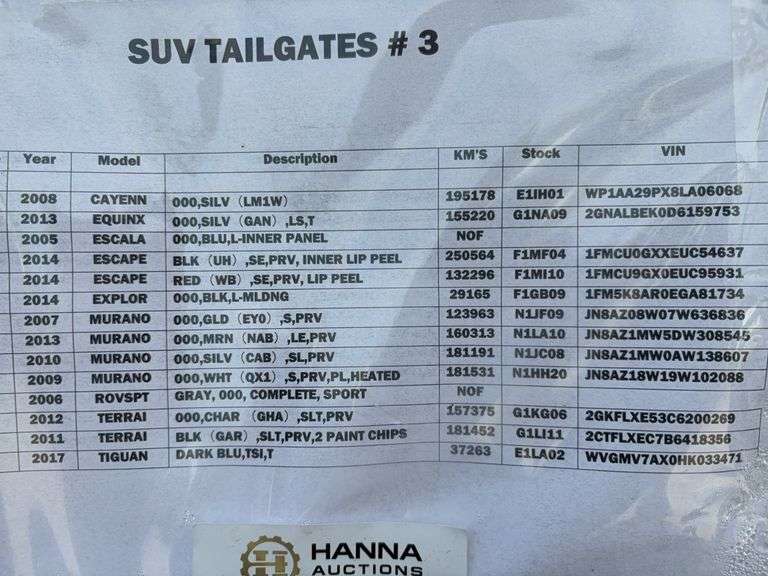 SUV TAILGATES # 3
Year Model Description KM'S Stock VIN
2008 CAYENN 000,SILV (LM1W) 195178 E1IH01 WP1AA29PX8LA06068
2013 EQUINX 000,SILV (GAN) ,LS,T 155220 G1NA09 2GNALBEK0D6159753
2005 ESCALA 000,BLU,L-INNER PANEL NOF
2014 ESCAPE BLK (UH) ,SE,PRV, INNER LIP PEEL 250564 F1MF04 1FMCU0GXXEUC54637
2014 ESCAPE RED (WB) ,SE,PRV, LIP PEEL 132296 F1MI10 1FMCU9GX0EUC95931
2014 EXPLOR 000,BLK,L-MLDNG 29165 F1GB09 1FM5K8AR0EGA81734
2007 MURANO 000,GLD (EY0) ,S,PRV 123963 N1JF09 JN8AZ08W07W636836
2013 MURANO 000,MRN (NAB) ,LE,PRV 160313 N1LA10 JN8AZ1MW5DW308545
2010 MURANO 000,SILV (CAB) ,SL,PRV 181191 N1JC08 JN8AZ1MW0AW138607
2009 MURANO 000,WHT (QX1) ,S,PRV,PL,HEATED 181531 N1HH20 JN8AZ18W19W102088
2006 ROVSPT GRAY, 000, COMPLETE, SPORT NOF
2012 TERRAI 000,CHAR (GHA) ,SLT,PRV 157375 G1KG06 2GKFLXE53C6200269
2011 TERRAI BLK (GAR) ,SLT,PRV,2 PAINT CHIPS 181452 G1LI11 2CTFLXEC7B6418356
2017 TIGUAN DARK BLU,TSI,T 37263 E1LA02 WVGMV7AX0HK033471
H HANNA
AUCTIONS